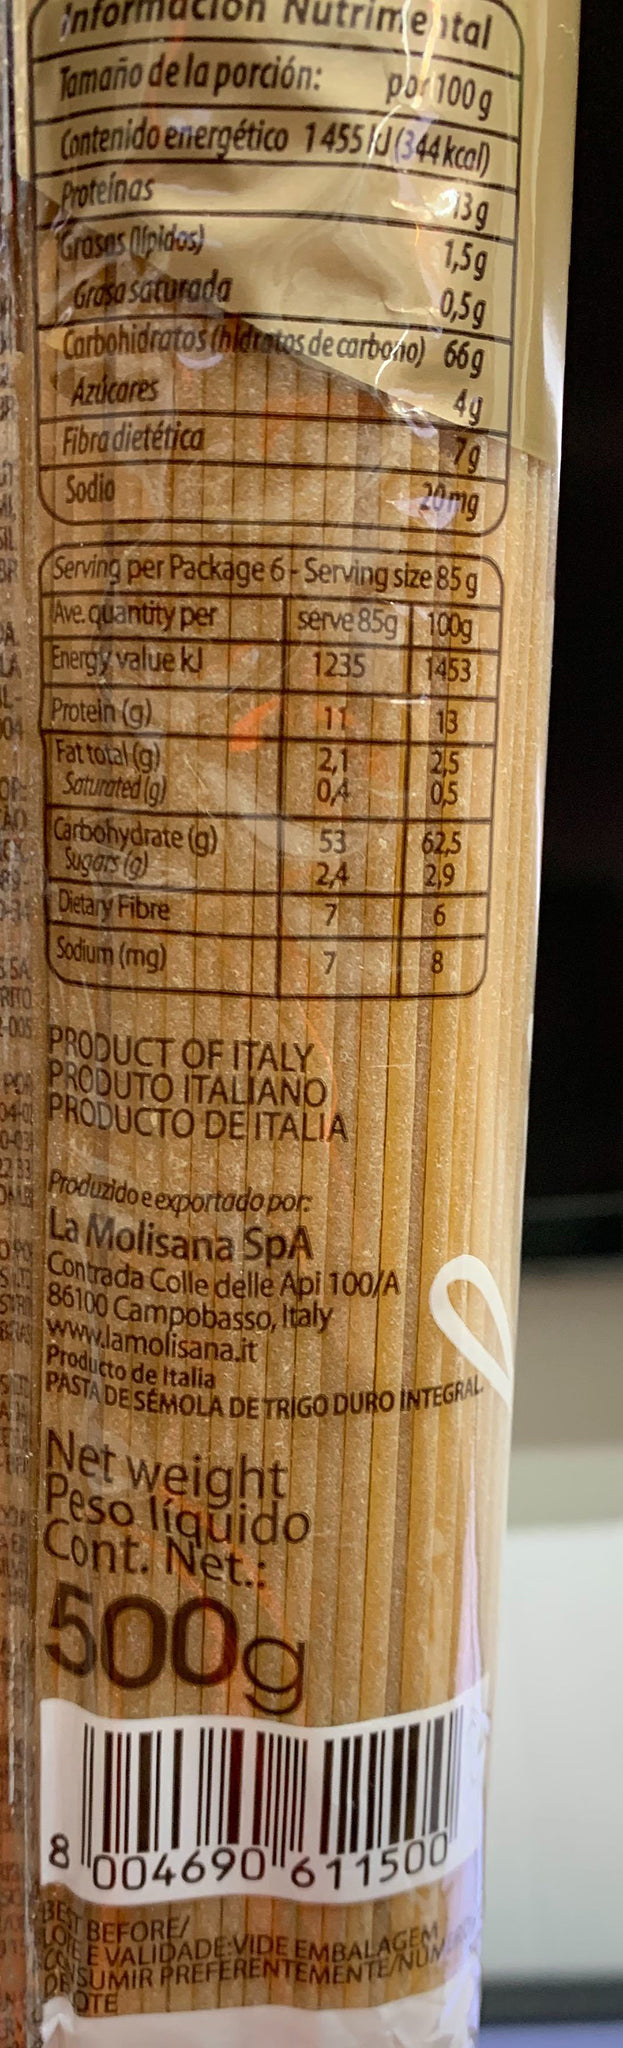 Información Nutrimental
Tamaño de la porción: por 100 g
Contenido energético 1455 kJ (344 kcal)
Proteínas 13 g
Grasas (lípidos) 1,5 g
Grasa saturada 0,5 g
Carbohidratos (hidratos de carbono) 66 g
Azúcares 4 g
Fibra dietética 7 g
Sodio 20 mg
Serving per Package 6 - Serving size 85 g
Ave. quantity per serve 85g 100g
Energy value kJ 1235 1453
Protein (g) 11 13
Fat total (g) 2,1 2,5
Saturated (g) 0,4 0,5
Carbohydrate (g) 53 62,5
Sugars (g) 2,4 2,9
Dietary Fibre 7 6
Sodium (mg) 7 8
PRODUCT OF ITALY
PRODUTO ITALIANO
PRODUCTO DE ITALIA
Produzido e exportado por:
La Molisana SpA
Contrada Colle delle Api 100/A
86100 Campobasso, Italy
www.lamolisana.it
Producto de Italia
PASTA DE SÉMOLA DE TRIGO DURO INTEGRAL
Net weight
Peso líquido
Cont. Net.:
500g
8 004690 611500
BEST BEFORE/
LOTE E VALIDADE:VIDE EMBALAGEM
CONSUMIR PREFERENTEMENTE/
DE LOTE